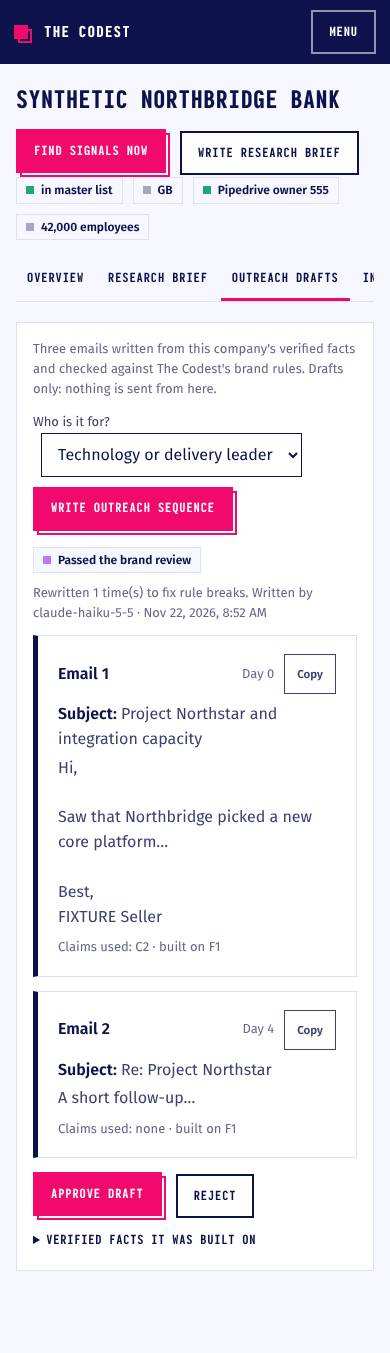 THE CODEST
MENU
SYNTHETIC NORTHBRIDGE BANK
FIND SIGNALS NOW
WRITE RESEARCH BRIEF
in master list
GB
Pipedrive owner 555
42,000 employees
OVERVIEW
RESEARCH BRIEF
OUTREACH DRAFTS
Three emails written from this company's verified facts
and checked against The Codest's brand rules. Drafts
only: nothing is sent from here.
Who is it for?
Technology or delivery leader
WRITE OUTREACH SEQUENCE
Passed the brand review
Rewritten 1 time(s) to fix rule breaks. Written by
claude-haiku-5-5 · Nov 22, 2026, 8:52 AM
Email 1
Day 0
Copy
Subject: Project Northstar and
integration capacity
Hi,
Saw that Northbridge picked a new
core platform...
Best,
FIXTURE Seller
Claims used: C2 · built on F1
Email 2
Day 4
Copy
Subject: Re: Project Northstar
A short follow-up...
Claims used: none · built on F1
APPROVE DRAFT
REJECT
VERIFIED FACTS IT WAS BUILT ON